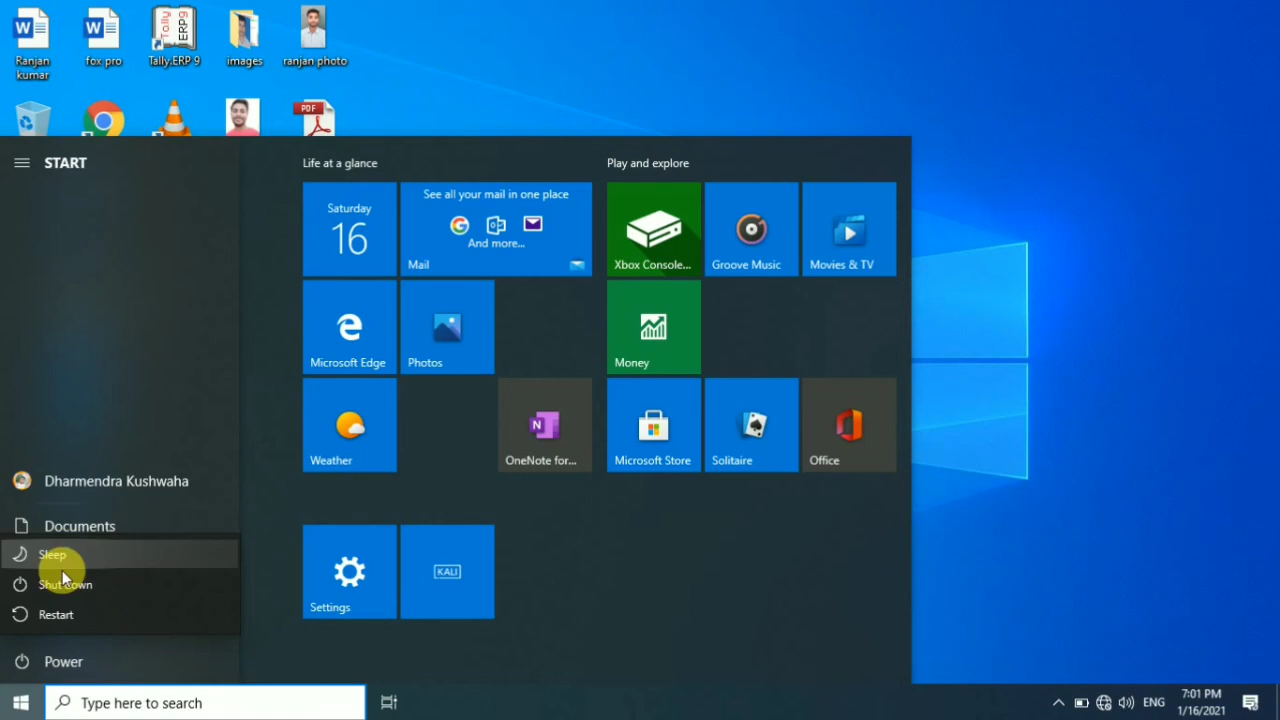 Ranjan
kumar
fox pro
Tally.ERP 9
images
ranjan photo
Tally
ERP9
PDF
START
Life at a glance
Play and explore
Saturday
16
See all your mail in one place
And more...
Mail
Xbox Console...
Groove Music
Movies & TV
Microsoft Edge
Photos
Money
Weather
OneNote for...
Microsoft Store
Solitaire
Office
Dharmendra Kushwaha
Documents
Sleep
Shut down
Restart
Settings
KALI
Power
Type here to search
ENG
7:01 PM
1/16/2021